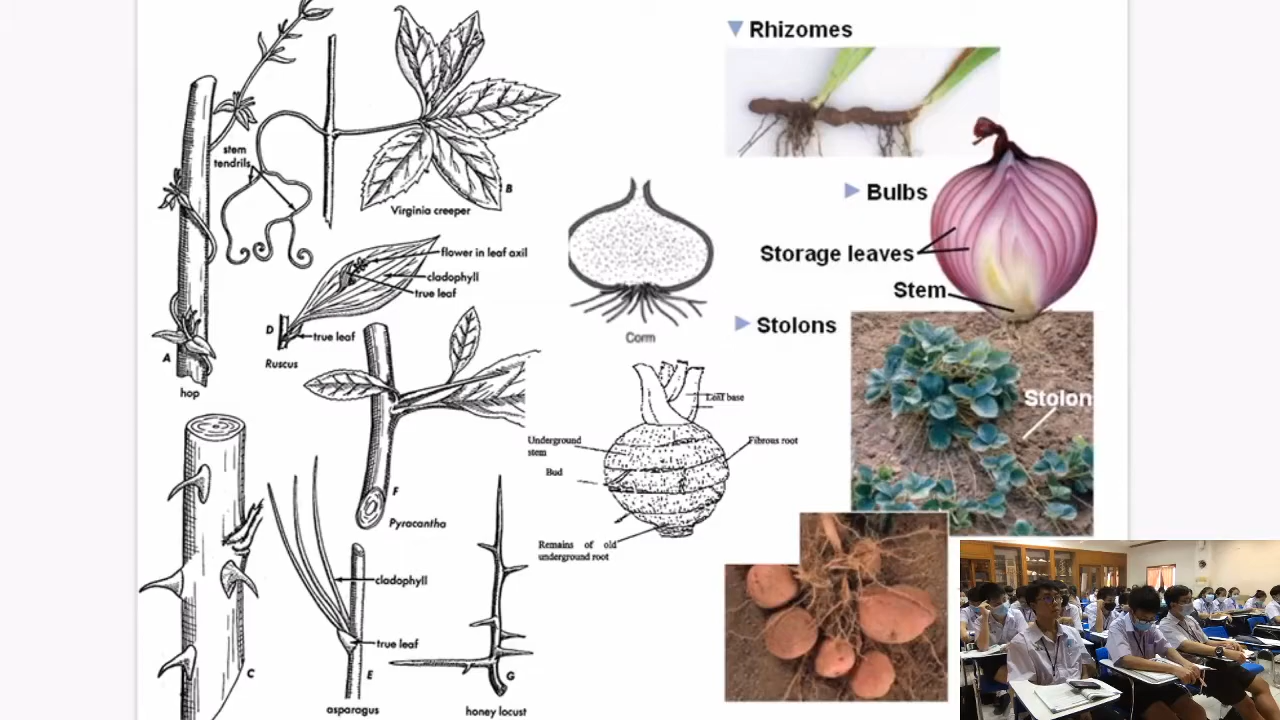 stem
tendrils
B
Virginia creeper
flower in leaf axil
cladophyll
true leaf
D
true leaf
Ruscus
A
hop
F
Pyracantha
cladophyll
true leaf
C
E
asparagus
G
honey locust
Corm
Leaf base
Underground
stem
Fibrous root
Bud
Remains of old
underground root
Rhizomes
Bulbs
Storage leaves
Stem
Stolons
Stolon